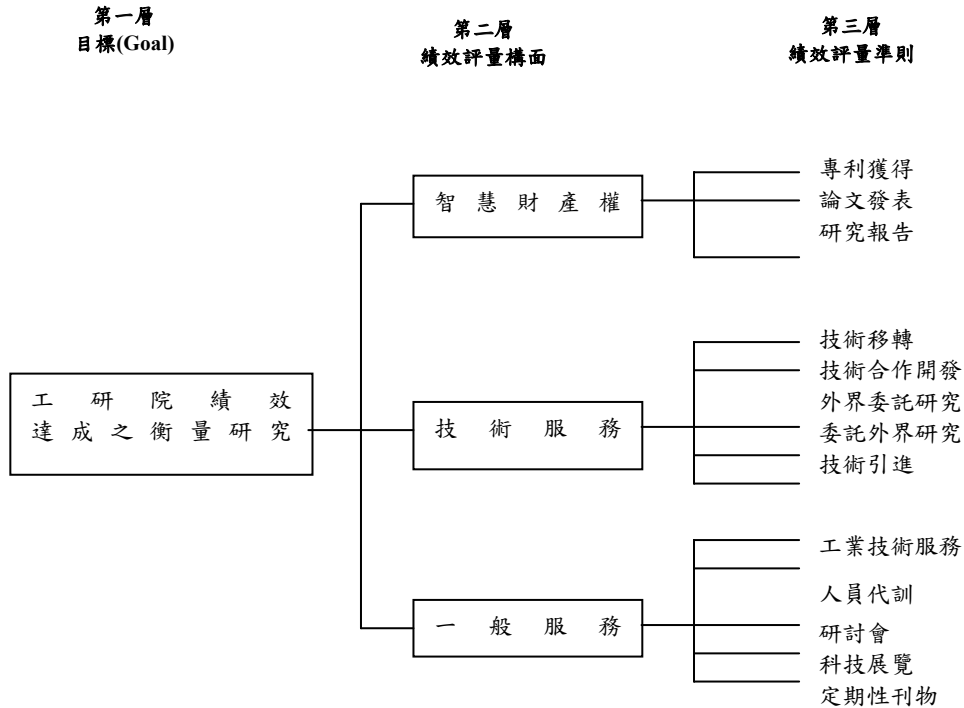 第一層
目標(Goal)
第二層
績效評量構面
第三層
績效評量準則
工研院績效
達成之衡量研究
智慧財產權
專利獲得
論文發表
研究報告
技術服務
技術移轉
技術合作開發
外界委託研究
委託外界研究
技術引進
一般服務
工業技術服務
人員代訓
研討會
科技展覽
定期性刊物